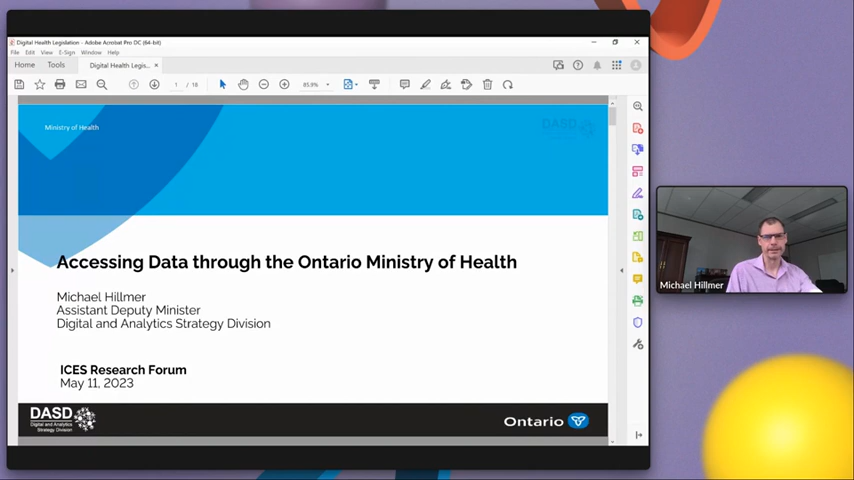 Digital Health Legislation - Adobe Acrobat Pro DC (64-bit)
File Edit View E-Sign Window Help
Home Tools Digital Health Legis... ×
1 / 18 85.9%
Ministry of Health
DASD
Accessing Data through the Ontario Ministry of Health
Michael Hillmer
Assistant Deputy Minister
Digital and Analytics Strategy Division
ICES Research Forum
May 11, 2023
DASD
Digital and Analytics
Strategy Division
Ontario
Michael Hillmer